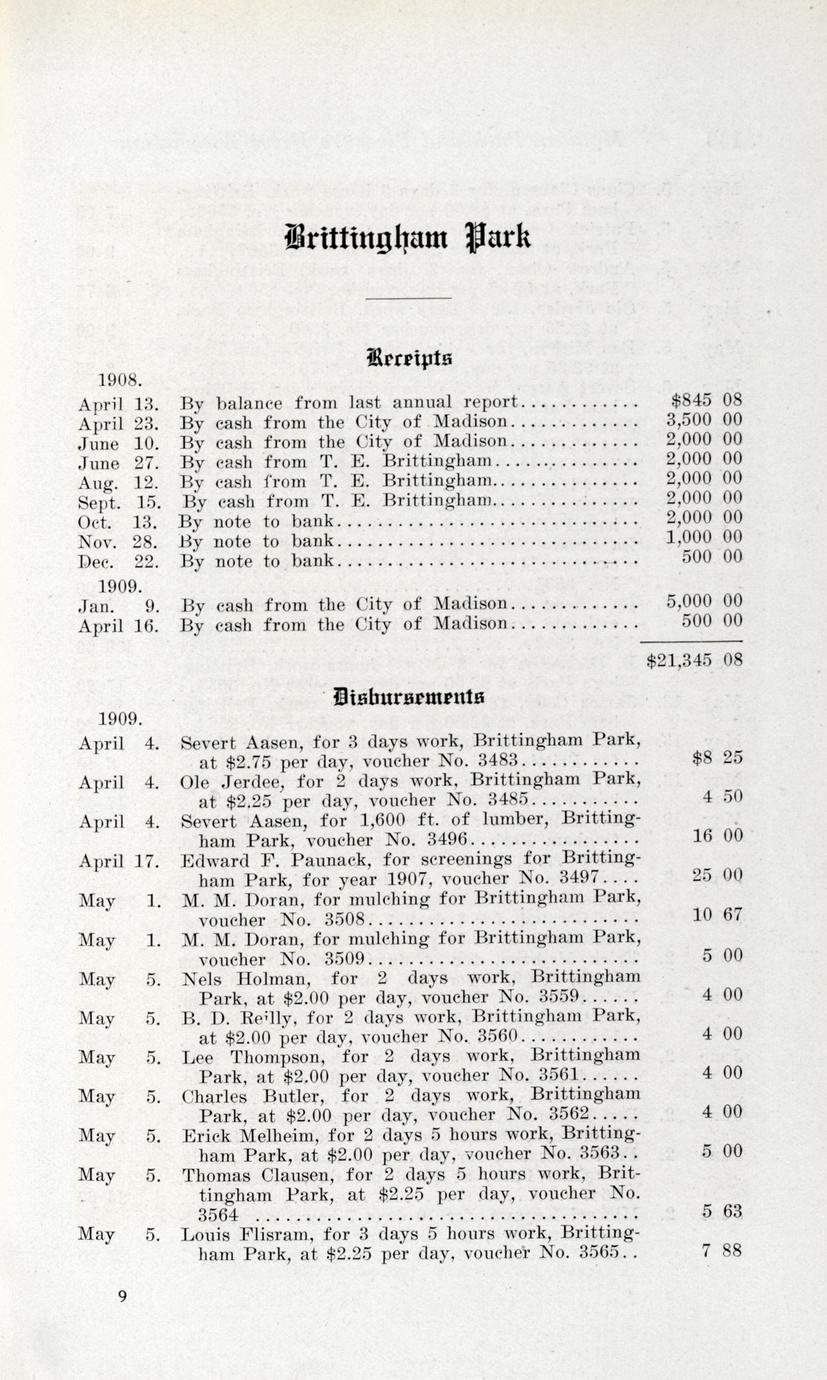 Brittingham Park
Receipts
1908.
April 13. By balance from last annual report............ $845 08
April 23. By cash from the City of Madison............. 3,500 00
June 10. By cash from the City of Madison............. 2,000 00
June 27. By cash from T. E. Brittingham.............. 2,000 00
Aug. 12. By cash from T. E. Brittingham.............. 2,000 00
Sept. 15. By cash from T. E. Brittingham.............. 2,000 00
Oct. 13. By note to bank.............................. 2,000 00
Nov. 28. By note to bank.............................. 1,000 00
Dec. 22. By note to bank.............................. 500 00
1909.
Jan. 9. By cash from the City of Madison............. 5,000 00
April 16. By cash from the City of Madison............. 500 00
$21,345 08
Disbursements
1909.
April 4. Severt Aasen, for 3 days work, Brittingham Park,
at $2.75 per day, voucher No. 3483............ $8 25
April 4. Ole Jerdee, for 2 days work, Brittingham Park,
at $2.25 per day, voucher No. 3485........... 4 50
April 4. Severt Aasen, for 1,600 ft. of lumber, Britting-
ham Park, voucher No. 3496................. 16 00
April 17. Edward F. Paunack, for screenings for Britting-
ham Park, for year 1907, voucher No. 3497.... 25 00
May 1. M. M. Doran, for mulching for Brittingham Park,
voucher No. 3508........................... 10 67
May 1. M. M. Doran, for mulching for Brittingham Park,
voucher No. 3509........................... 5 00
May 5. Nels Holman, for 2 days work, Brittingham
Park, at $2.00 per day, voucher No. 3559...... 4 00
May 5. B. D. Reilly, for 2 days work, Brittingham Park,
at $2.00 per day, voucher No. 3560............ 4 00
May 5. Lee Thompson, for 2 days work, Brittingham
Park, at $2.00 per day, voucher No. 3561...... 4 00
May 5. Charles Butler, for 2 days work, Brittingham
Park, at $2.00 per day, voucher No. 3562..... 4 00
May 5. Erick Melheim, for 2 days 5 hours work, Britting-
ham Park, at $2.00 per day, voucher No. 3563.. 5 00
May 5. Thomas Clausen, for 2 days 5 hours work, Brit-
tingham Park, at $2.25 per day, voucher No.
3564 ...................................... 5 63
May 5. Louis Flisram, for 3 days 5 hours work, Britting-
ham Park, at $2.25 per day, voucher No. 3565.. 7 88
9